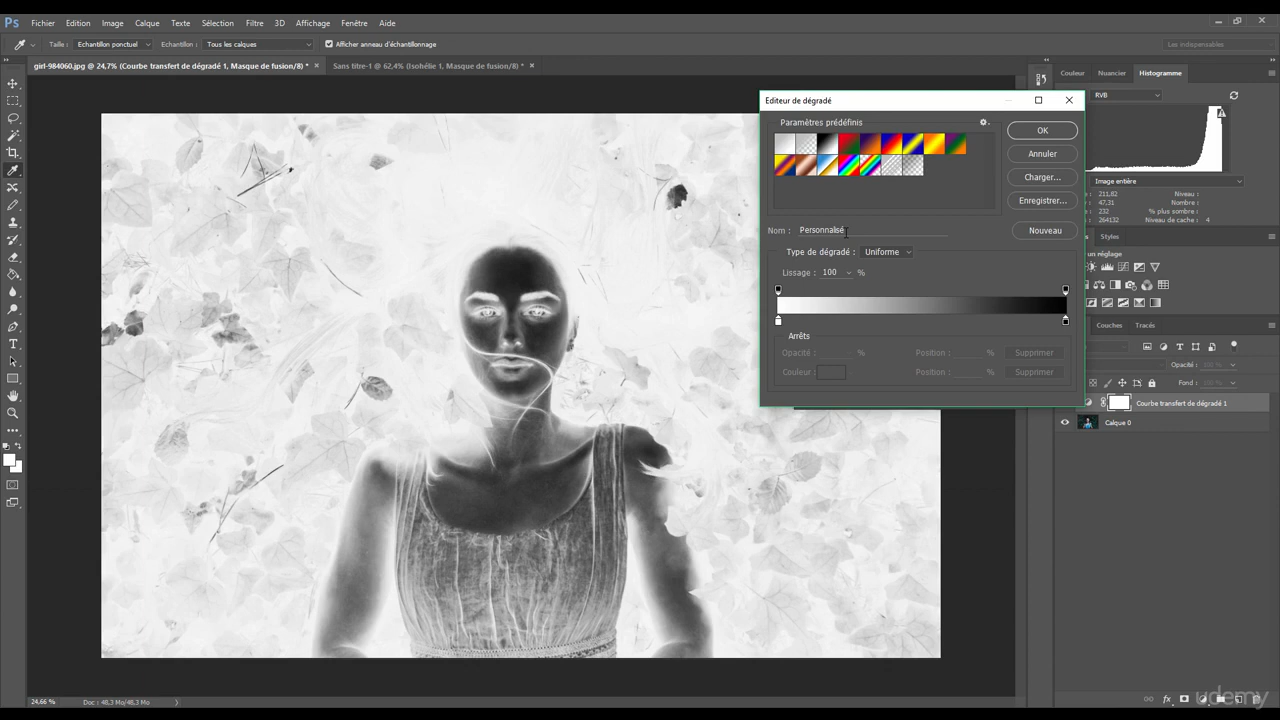 Ps Fichier Edition Image Calque Texte Sélection Filtre 3D Affichage Fenêtre Aide
Taille : Echantillon ponctuel Echantillon : Tous les calques Afficher anneau d'échantillonnage Les indispensables
girl-984060.jpg @ 24,7% (Courbe transfert de dégradé 1, Masque de fusion/8) * × Sans titre-1 @ 62,4% (Isohélie 1, Masque de fusion/8) * ×
Couleur Nuancier Histogramme
RVB
Editeur de dégradé
Paramètres prédéfinis
OK
Annuler
Charger...
Enregistrer...
Image entière
211,82 Niveau :
47,31 Quantité :
232 % plus sombre :
264132 Niveau de cache : 4
Nom : Personnalisé Nouveau
Styles
Type de dégradé : Uniforme
un réglage
Lissage : 100 %
Couches Tracés
Arrêts
Opacité : % Position : % Supprimer
Couleur : Position : % Supprimer
Opacité : 100 %
Fond : 100 %
Courbe transfert de dégradé 1
Calque 0
24,66 % Doc : 48,3 Mo/48,3 Mo
udemy